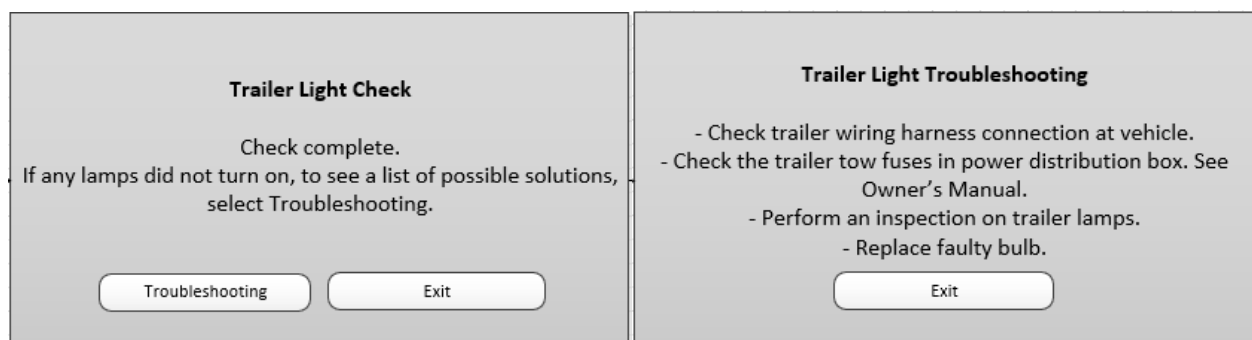 Trailer Light Check
Check complete.
If any lamps did not turn on, to see a list of possible solutions,
select Troubleshooting.
Troubleshooting
Exit
Trailer Light Troubleshooting
- Check trailer wiring harness connection at vehicle.
- Check the trailer tow fuses in power distribution box. See
Owner’s Manual.
- Perform an inspection on trailer lamps.
- Replace faulty bulb.
Exit